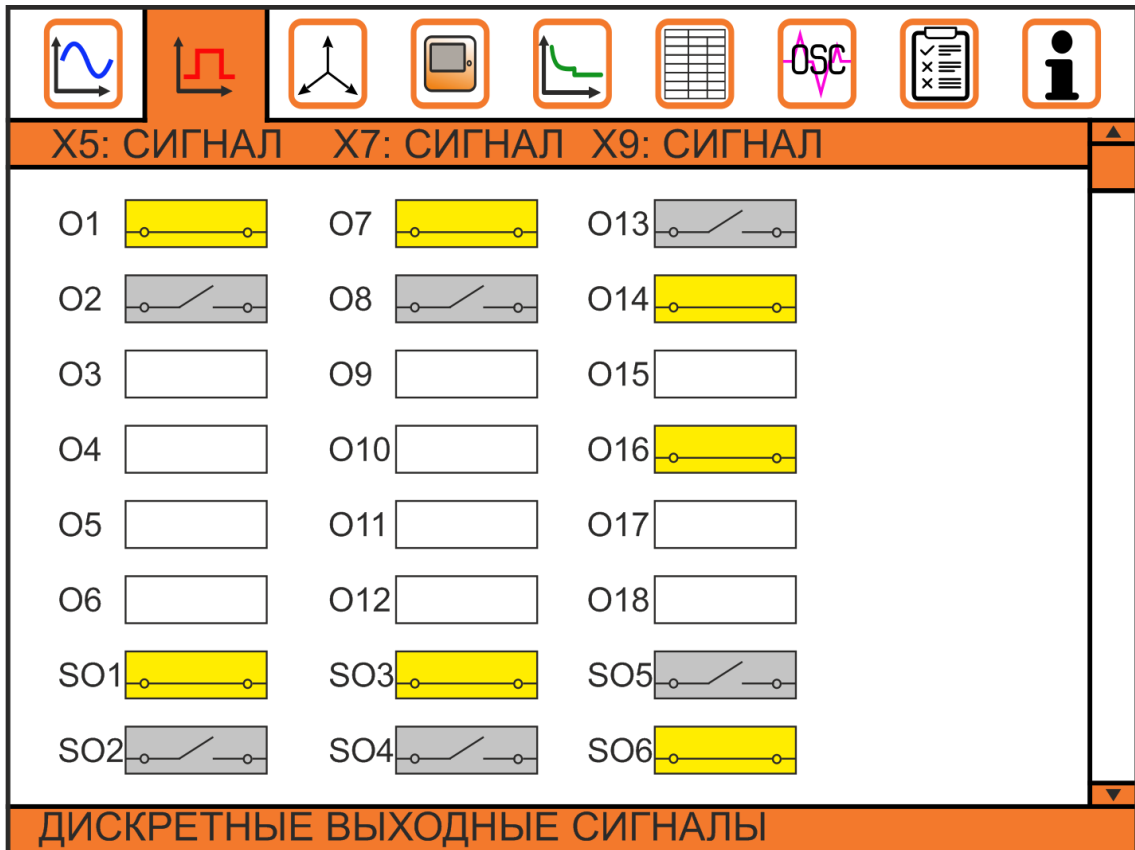 OSC
X5: СИГНАЛ X7: СИГНАЛ X9: СИГНАЛ
O1 O7 O13
O2 O8 O14
O3 O9 O15
O4 O10 O16
O5 O11 O17
O6 O12 O18
SO1 SO3 SO5
SO2 SO4 SO6
ДИСКРЕТНЫЕ ВЫХОДНЫЕ СИГНАЛЫ